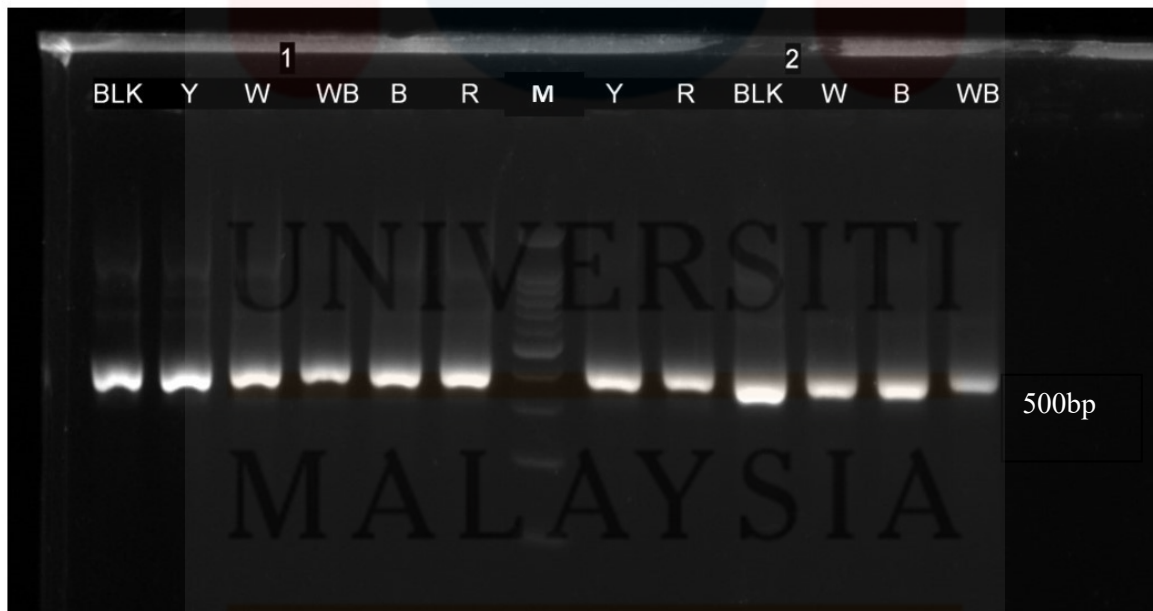 1 2
BLK Y W WB B R M Y R BLK W B WB
UNIVERSITI
500bp
MALAYSIA